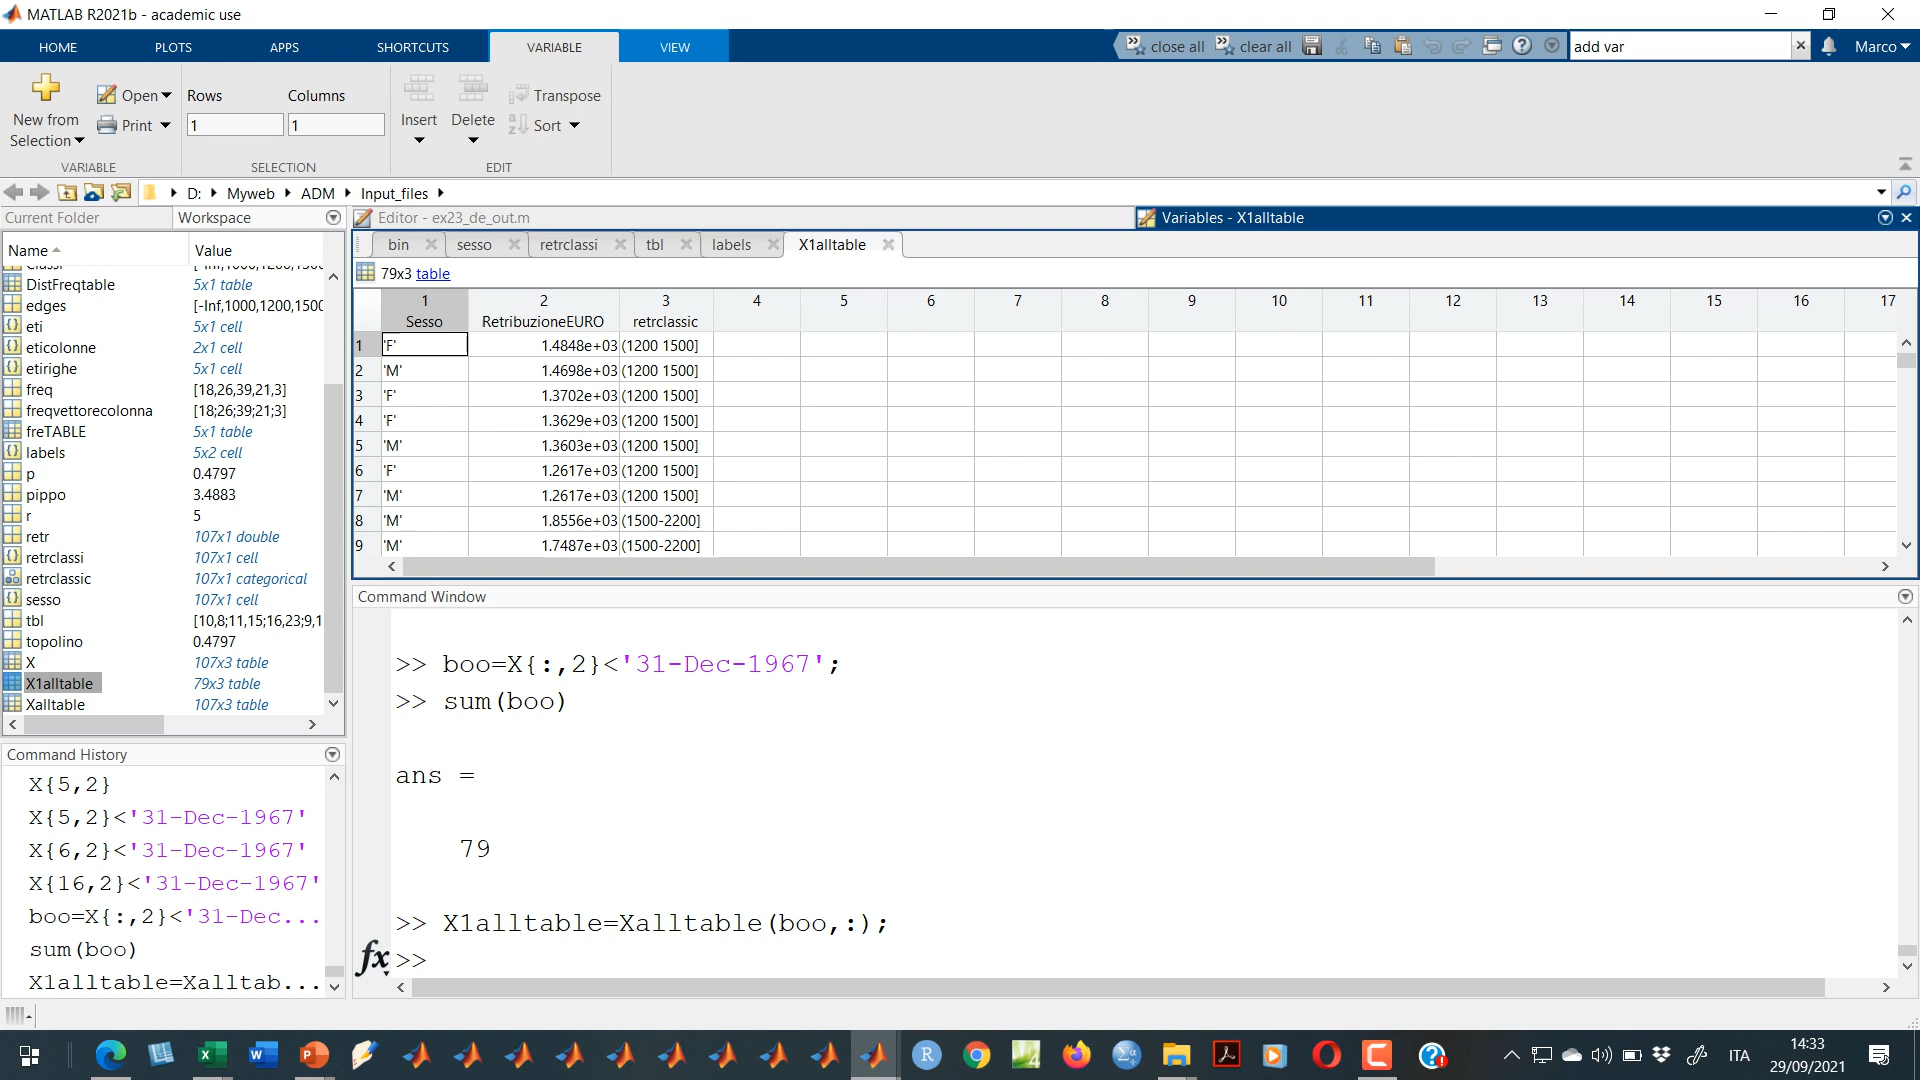 MATLAB R2021b - academic use
HOME PLOTS APPS SHORTCUTS VARIABLE VIEW close all clear all add var Marco
New from Selection
Open
Print
VARIABLE
Rows Columns
1 1
SELECTION
Insert Delete
Transpose
Sort
EDIT
D: Myweb ADM Input_files
Current Folder Workspace
Name Value
DistFreqtable 5x1 table
edges [-Inf,1000,1200,1500
eti 5x1 cell
eticolonne 2x1 cell
etirighe 5x1 cell
freq [18,26,39,21,3]
freqvettorecolonna [18;26;39;21;3]
freTABLE 5x1 table
labels 5x2 cell
p 0.4797
pippo 3.4883
r 5
retr 107x1 double
retrclassi 107x1 cell
retrclassic 107x1 categorical
sesso 107x1 cell
tbl [10,8;11,15;16,23;9,1
topolino 0.4797
X 107x3 table
X1alltable 79x3 table
Xalltable 107x3 table
Command History
X{5,2}
X{5,2}<'31-Dec-1967'
X{6,2}<'31-Dec-1967'
X{16,2}<'31-Dec-1967'
boo=X{:,2}<'31-Dec...
sum(boo)
X1alltable=Xalltab...
Editor - ex23_de_out.m
Variables - X1alltable
bin sesso retrclassi tbl labels X1alltable
79x3 table
1 2 3 4 5 6 7 8 9 10 11 12 13 14 15 16 17
Sesso RetribuzioneEURO retrclassic
1 'F' 1.4848e+03 (1200 1500]
2 'M' 1.4698e+03 (1200 1500]
3 'F' 1.3702e+03 (1200 1500]
4 'F' 1.3629e+03 (1200 1500]
5 'M' 1.3603e+03 (1200 1500]
6 'F' 1.2617e+03 (1200 1500]
7 'M' 1.2617e+03 (1200 1500]
8 'M' 1.8556e+03 (1500-2200]
9 'M' 1.7487e+03 (1500-2200]
Command Window
>> boo=X{:,2}<'31-Dec-1967';
>> sum(boo)
ans =
79
>> X1alltable=Xalltable(boo,:);
fx >>
ITA
14:33
29/09/2021